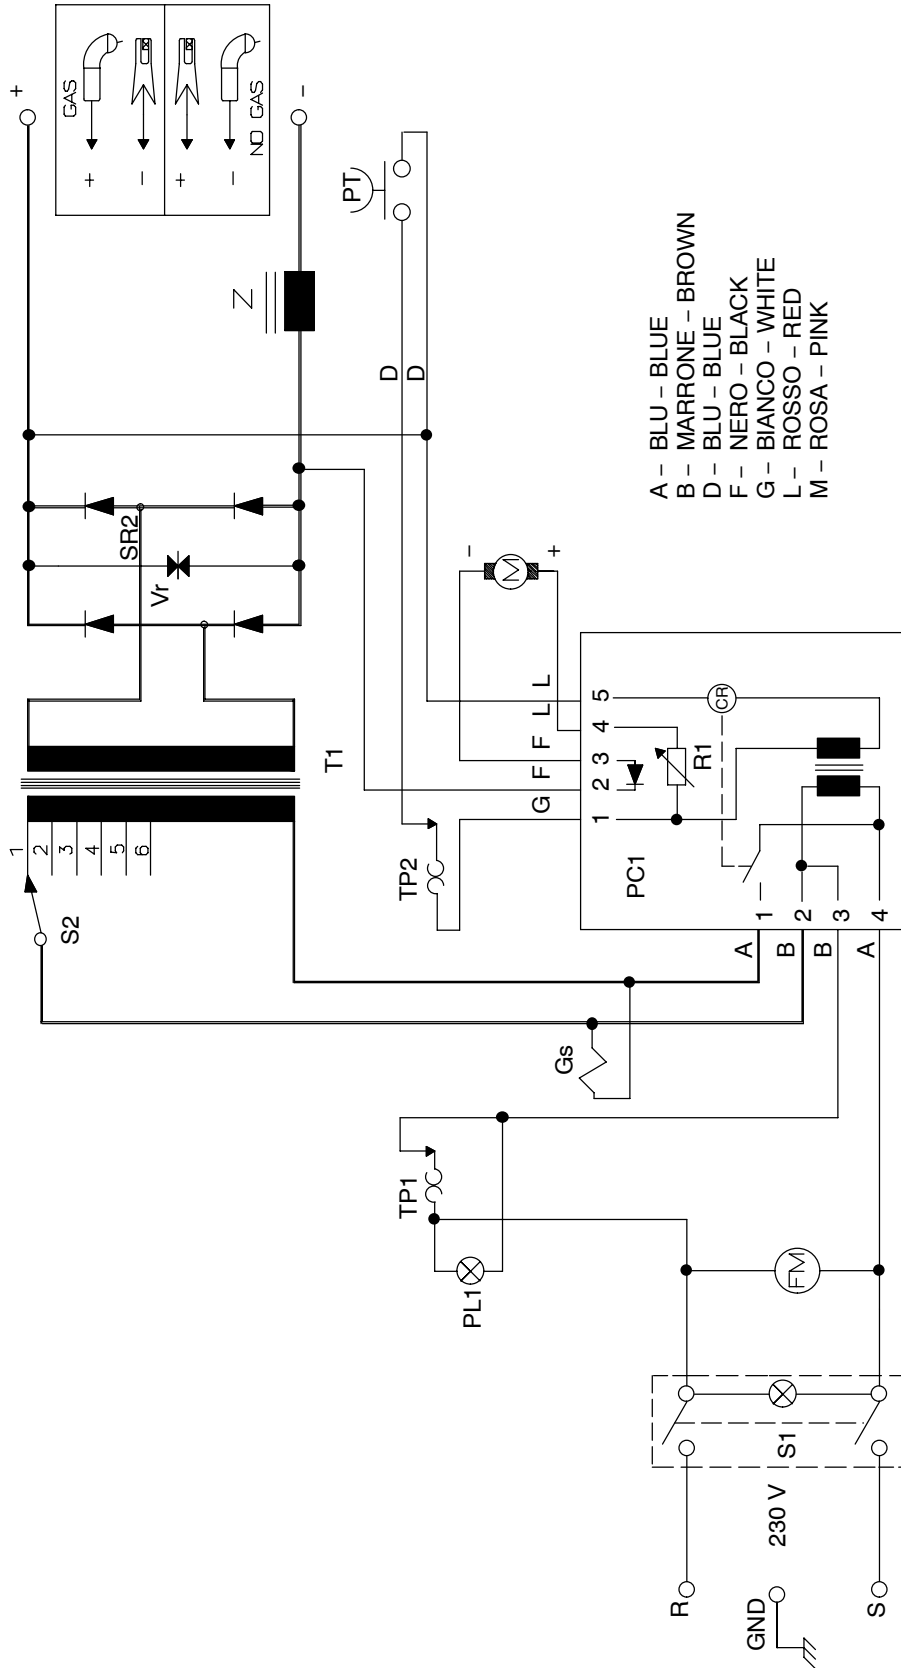 R
GND
S
230 V
S1
FM
PL1
TP1
Gs
S2
1
2
3
4
5
6
T1
TP2
A
B
B
A
1
2
3
4
PC1
1
2
3
4
5
G
F
F
L
L
R1
CR
M
-
+
Vr
SR2
D
D
Z
PT
+
-
GAS
+
-
+
-
NO GAS
A – BLU – BLUE
B – MARRONE – BROWN
D – BLU – BLUE
F – NERO – BLACK
G – BIANCO – WHITE
L – ROSSO – RED
M – ROSA – PINK